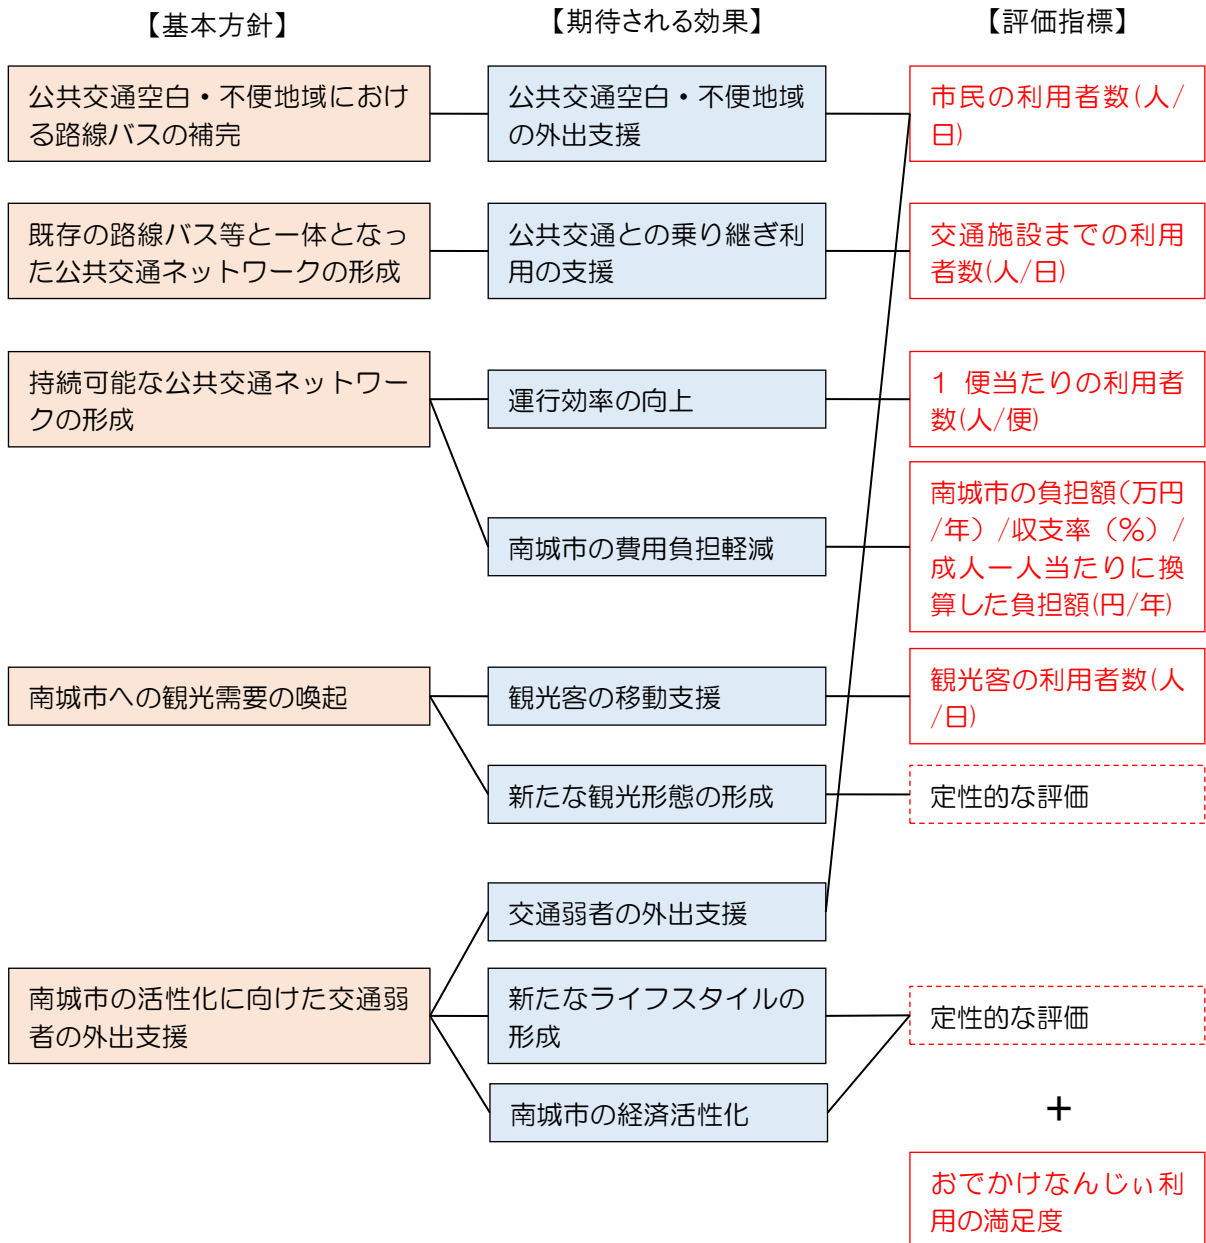 【基本方針】
【期待される効果】
【評価指標】
公共交通空白・不便地域におけ
る路線バスの補完
公共交通空白・不便地域
の外出支援
市民の利用者数(人/
日)
既存の路線バス等と一体となっ
た公共交通ネットワークの形成
公共交通との乗り継ぎ利
用の支援
交通施設までの利用
者数(人/日)
持続可能な公共交通ネットワー
クの形成
運行効率の向上
1 便当たりの利用者
数(人/便)
南城市の費用負担軽減
南城市の負担額(万円
/年)/収支率(%)/
成人一人当たりに換
算した負担額(円/年)
南城市への観光需要の喚起
観光客の移動支援
観光客の利用者数(人
/日)
新たな観光形態の形成
定性的な評価
交通弱者の外出支援
南城市の活性化に向けた交通弱
者の外出支援
新たなライフスタイルの
形成
定性的な評価
南城市の経済活性化
+
おでかけなんじぃ利
用の満足度